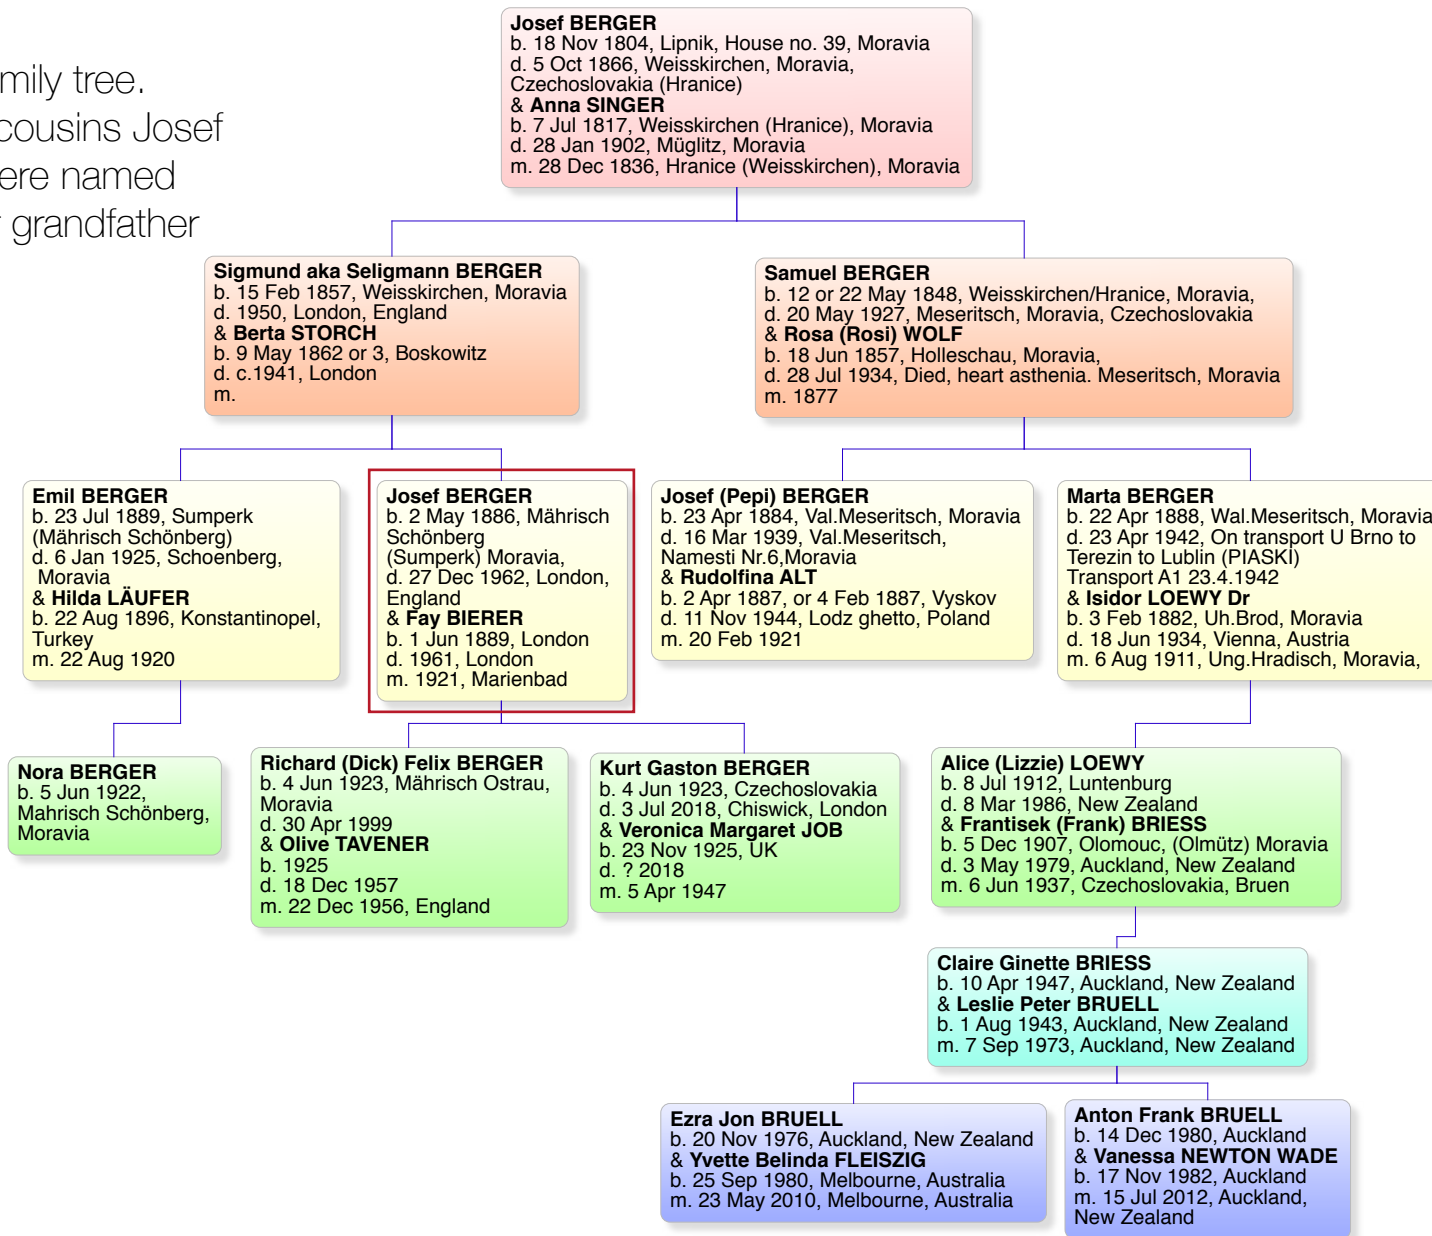 mily tree.
cousins Josef
ere named
r grandfather
Josef BERGER
b. 18 Nov 1804, Lipnik, House no. 39, Moravia
d. 5 Oct 1866, Weisskirchen, Moravia,
Czechoslovakia (Hranice)
& Anna SINGER
b. 7 Jul 1817, Weisskirchen (Hranice), Moravia
d. 28 Jan 1902, Müglitz, Moravia
m. 28 Dec 1836, Hranice (Weisskirchen), Moravia
Sigmund aka Seligmann BERGER
b. 15 Feb 1857, Weisskirchen, Moravia
d. 1950, London, England
& Berta STORCH
b. 9 May 1862 or 3, Boskowitz
d. c.1941, London
m.
Samuel BERGER
b. 12 or 22 May 1848, Weisskirchen/Hranice, Moravia,
d. 20 May 1927, Meseritsch, Moravia, Czechoslovakia
& Rosa (Rosi) WOLF
b. 18 Jun 1857, Holleschau, Moravia,
d. 28 Jul 1934, Died, heart asthenia. Meseritsch, Moravia
m. 1877
Emil BERGER
b. 23 Jul 1889, Sumperk
(Mährisch Schönberg)
d. 6 Jan 1925, Schoenberg,
Moravia
& Hilda LÄUFER
b. 22 Aug 1896, Konstantinopel,
Turkey
m. 22 Aug 1920
Josef BERGER
b. 2 May 1886, Mährisch
Schönberg
(Sumperk) Moravia,
d. 27 Dec 1962, London,
England
& Fay BIERER
b. 1 Jun 1889, London
d. 1961, London
m. 1921, Marienbad
Josef (Pepi) BERGER
b. 23 Apr 1884, Val.Meseritsch, Moravia
d. 16 Mar 1939, Val.Meseritsch,
Namesti Nr.6,Moravia
& Rudolfina ALT
b. 2 Apr 1887, or 4 Feb 1887, Vyskov
d. 11 Nov 1944, Lodz ghetto, Poland
m. 20 Feb 1921
Marta BERGER
b. 22 Apr 1888, Wal.Meseritsch, Moravia
d. 23 Apr 1942, On transport U Brno to
Terezin to Lublin (PIASKI)
Transport A1 23.4.1942
& Isidor LOEWY Dr
b. 3 Feb 1882, Uh.Brod, Moravia
d. 18 Jun 1934, Vienna, Austria
m. 6 Aug 1911, Ung.Hradisch, Moravia,
Nora BERGER
b. 5 Jun 1922,
Mahrisch Schönberg,
Moravia
Richard (Dick) Felix BERGER
b. 4 Jun 1923, Mährisch Ostrau,
Moravia
d. 30 Apr 1999
& Olive TAVENER
b. 1925
d. 18 Dec 1957
m. 22 Dec 1956, England
Kurt Gaston BERGER
b. 4 Jun 1923, Czechoslovakia
d. 3 Jul 2018, Chiswick, London
& Veronica Margaret JOB
b. 23 Nov 1925, UK
d. ? 2018
m. 5 Apr 1947
Alice (Lizzie) LOEWY
b. 8 Jul 1912, Luntenburg
d. 8 Mar 1986, New Zealand
& Frantisek (Frank) BRIESS
b. 5 Dec 1907, Olomouc, (Olmütz) Moravia
d. 3 May 1979, Auckland, New Zealand
m. 6 Jun 1937, Czechoslovakia, Bruen
Claire Ginette BRIESS
b. 10 Apr 1947, Auckland, New Zealand
& Leslie Peter BRUELL
b. 1 Aug 1943, Auckland, New Zealand
m. 7 Sep 1973, Auckland, New Zealand
Ezra Jon BRUELL
b. 20 Nov 1976, Auckland, New Zealand
& Yvette Belinda FLEISZIG
b. 25 Sep 1980, Melbourne, Australia
m. 23 May 2010, Melbourne, Australia
Anton Frank BRUELL
b. 14 Dec 1980, Auckland
& Vanessa NEWTON WADE
b. 17 Nov 1982, Auckland
m. 15 Jul 2012, Auckland,
New Zealand